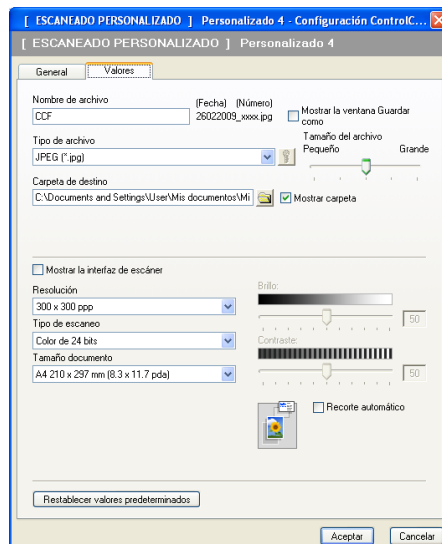 [ ESCANEADO PERSONALIZADO ] Personalizado 4 - Configuración ControlC...
[ ESCANEADO PERSONALIZADO ] Personalizado 4
General Valores
Nombre de archivo (Fecha) (Número)
CCF 26022009_xxxx.jpg
Mostrar la ventana Guardar como
Tipo de archivo
JPEG (*.jpg)
Tamaño del archivo
Pequeño Grande
Carpeta de destino
C:\Documents and Settings\User\Mis documentos\Mi
Mostrar carpeta
Mostrar la interfaz de escáner
Resolución
300 x 300 ppp
Tipo de escaneo
Color de 24 bits
Tamaño documento
A4 210 x 297 mm (8.3 x 11.7 pda)
Brillo:
50
Contraste:
50
Recorte automático
Restablecer valores predeterminados
Aceptar Cancelar